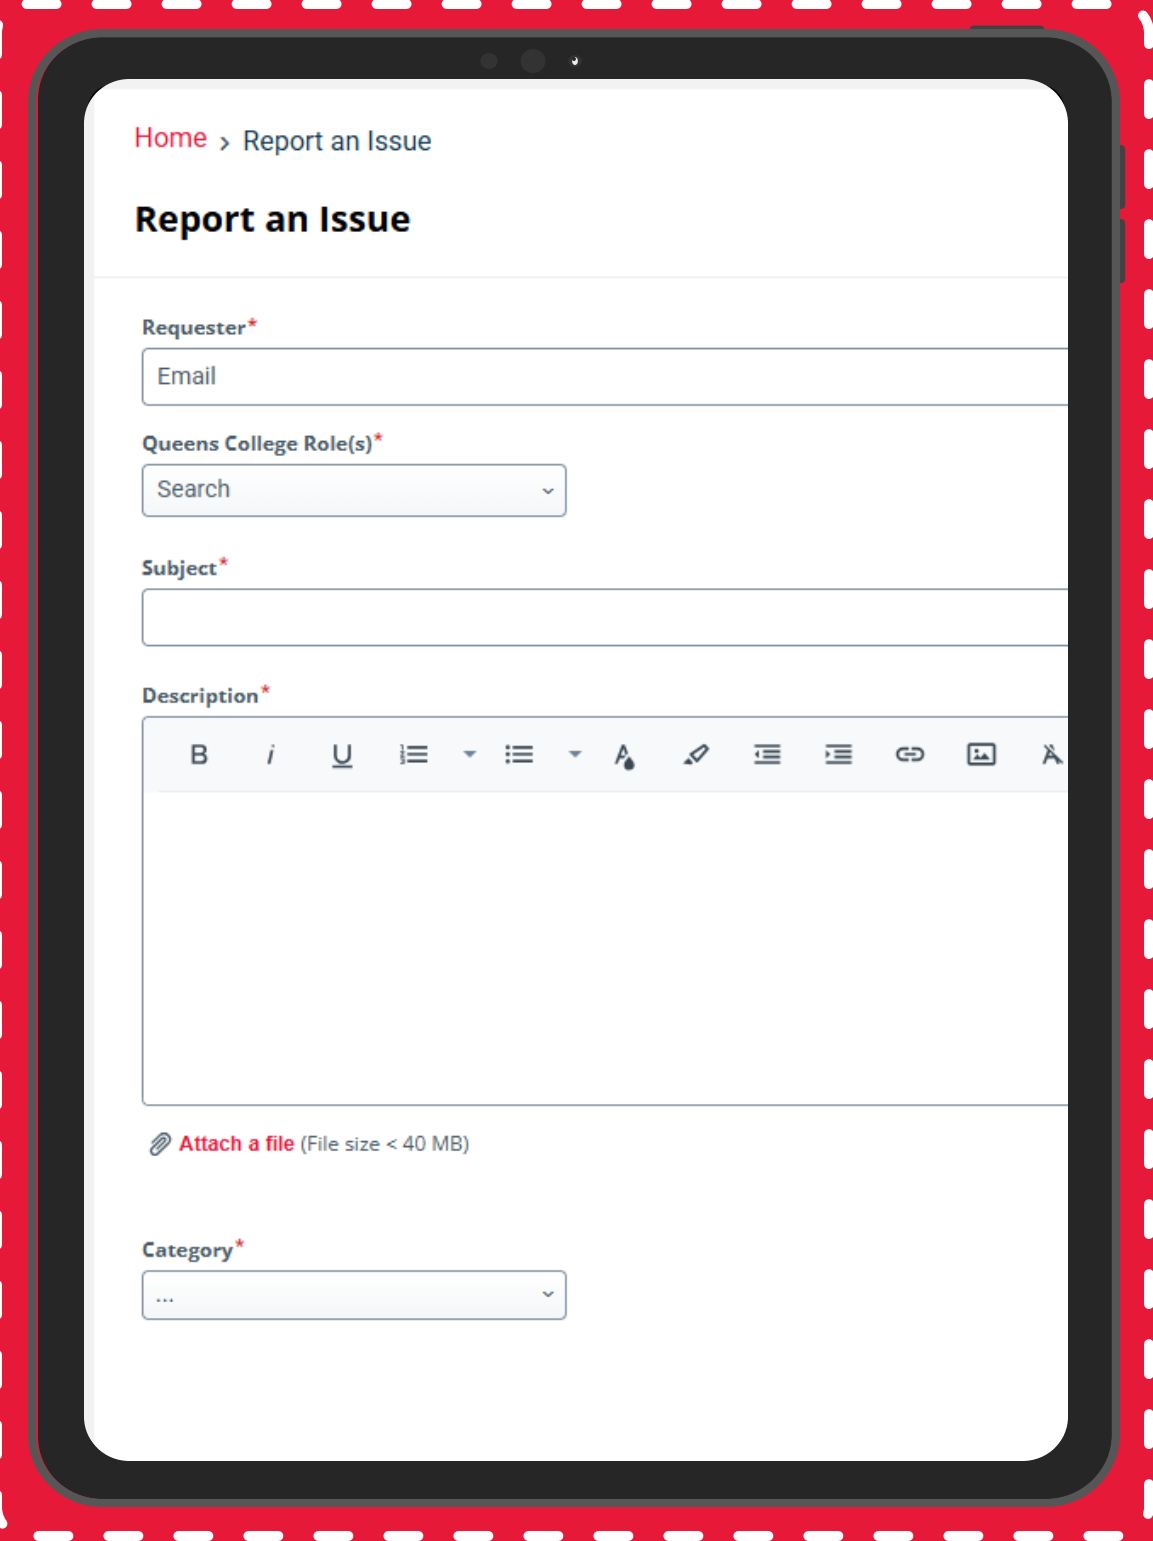 Home › Report an Issue
Report an Issue
Requester*
Email
Queens College Role(s)*
Search
Subject*
Description*
B i U
Attach a file (File size < 40 MB)
Category*
...